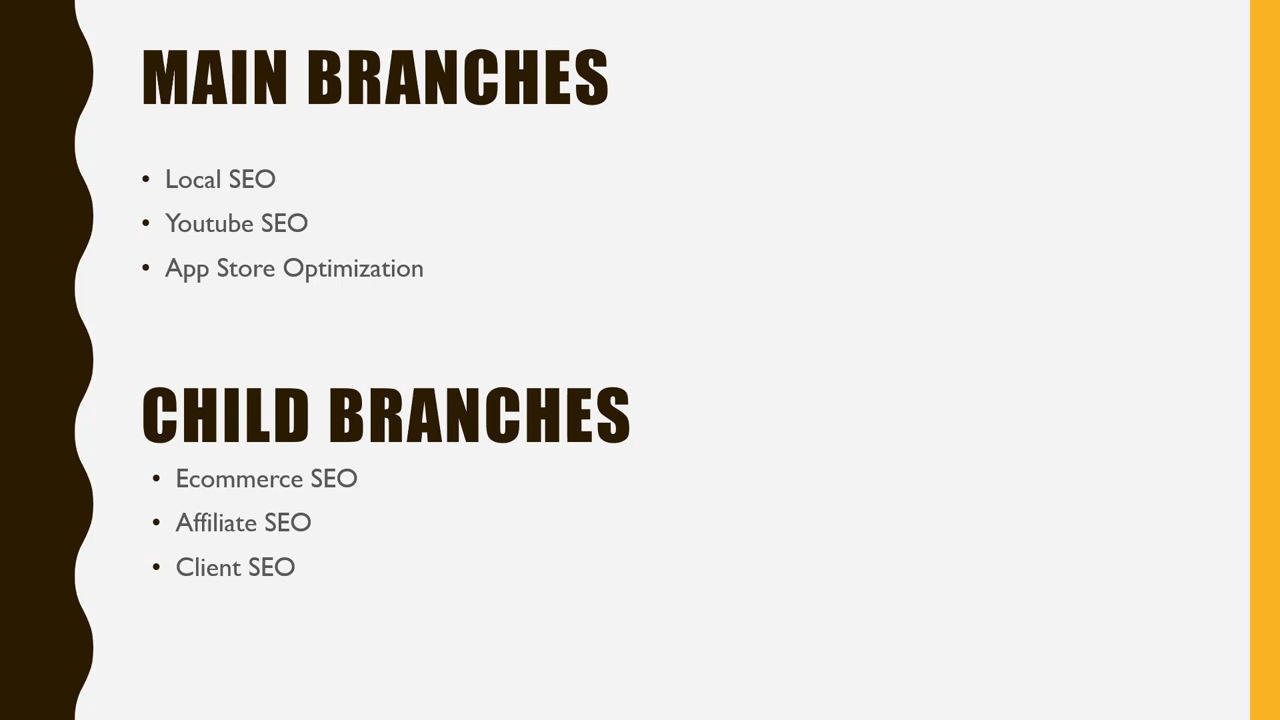 MAIN BRANCHES
• Local SEO
• Youtube SEO
• App Store Optimization
CHILD BRANCHES
• Ecommerce SEO
• Affiliate SEO
• Client SEO